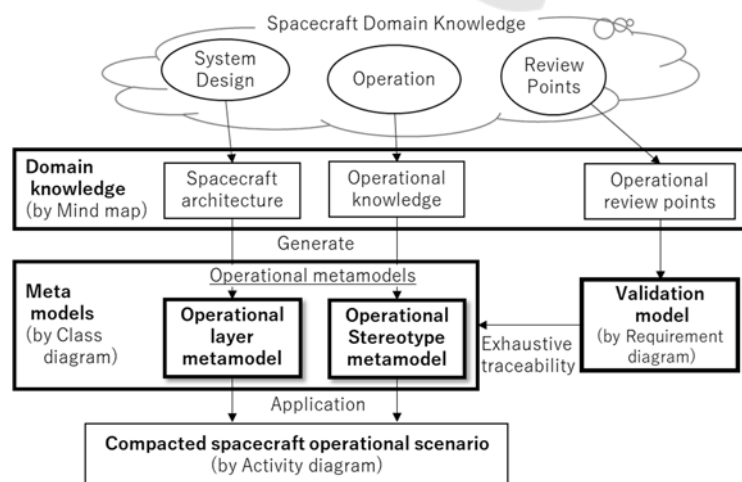 Spacecraft Domain Knowledge
System
Design
Operation
Review
Points
Domain
knowledge
(by Mind map)
Spacecraft
architecture
Operational
knowledge
Operational
review points
Generate
Operational metamodels
Meta
models
(by Class
diagram)
Operational
layer
metamodel
Operational
Stereotype
metamodel
Exhaustive
traceability
Validation
model
(by Requirement
diagram)
Application
Compacted spacecraft operational scenario
(by Activity diagram)